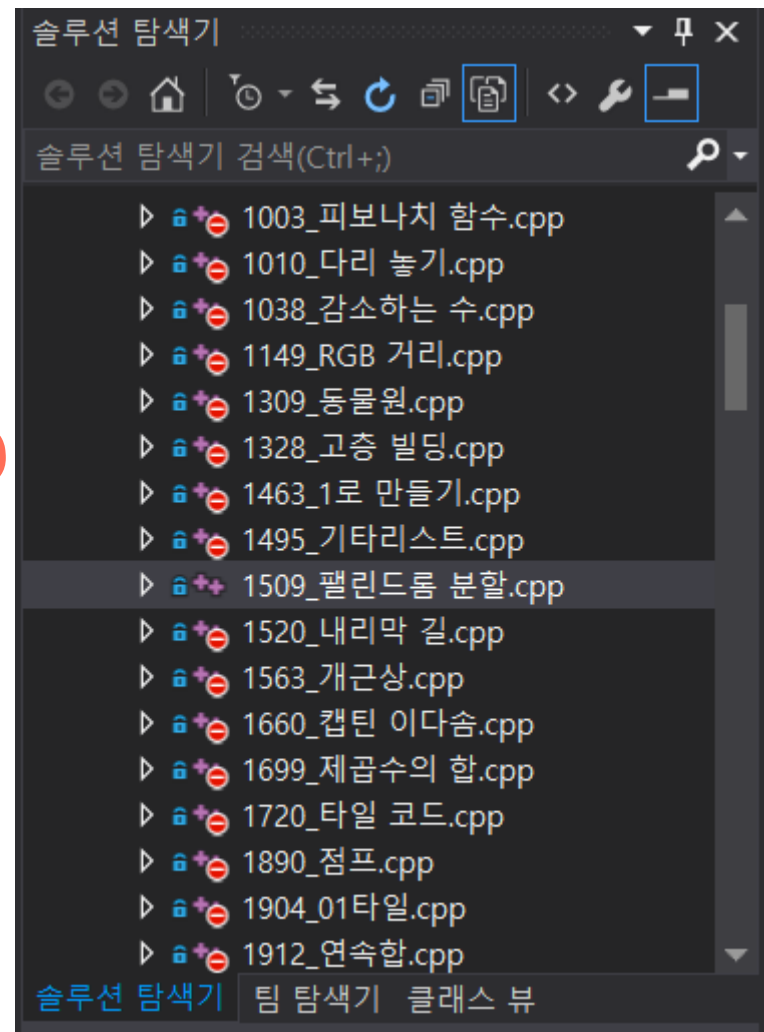 솔루션 탐색기
솔루션 탐색기 검색(Ctrl+;)
1003_피보나치 함수.cpp
1010_다리 놓기.cpp
1038_감소하는 수.cpp
1149_RGB 거리.cpp
1309_동물원.cpp
1328_고층 빌딩.cpp
1463_1로 만들기.cpp
1495_기타리스트.cpp
1509_팰린드롬 분할.cpp
1520_내리막 길.cpp
1563_개근상.cpp
1660_캡틴 이다솜.cpp
1699_제곱수의 합.cpp
1720_타일 코드.cpp
1890_점프.cpp
1904_01타일.cpp
1912_연속합.cpp
솔루션 탐색기 팀 탐색기 클래스 뷰